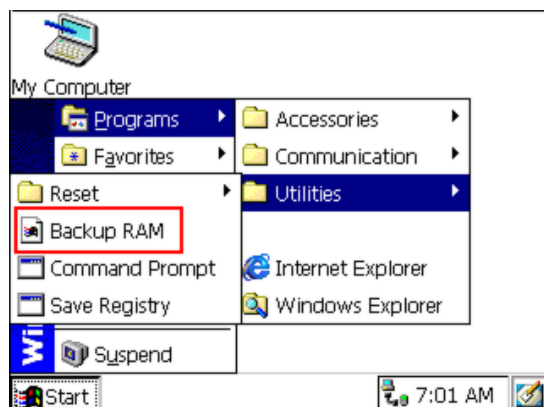 My Computer
Programs
Accessories
Favorites
Communication
Reset
Utilities
Backup RAM
Command Prompt
Internet Explorer
Save Registry
Windows Explorer
Wi
Suspend
Start
7:01 AM